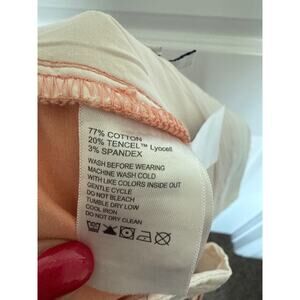 77% COTTON
20% TENCEL™ Lyocell
3% SPANDEX
WASH BEFORE WEARING
MACHINE WASH COLD
WITH LIKE COLORS INSIDE OUT
GENTLE CYCLE
DO NOT BLEACH
TUMBLE DRY LOW
COOL IRON
DO NOT DRY CLEAN